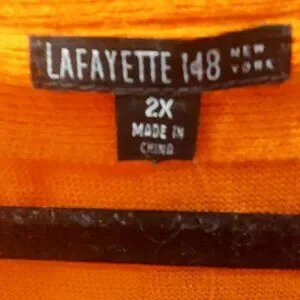 LAFAYETTE 148 NEW YORK
2X
MADE IN
CHINA